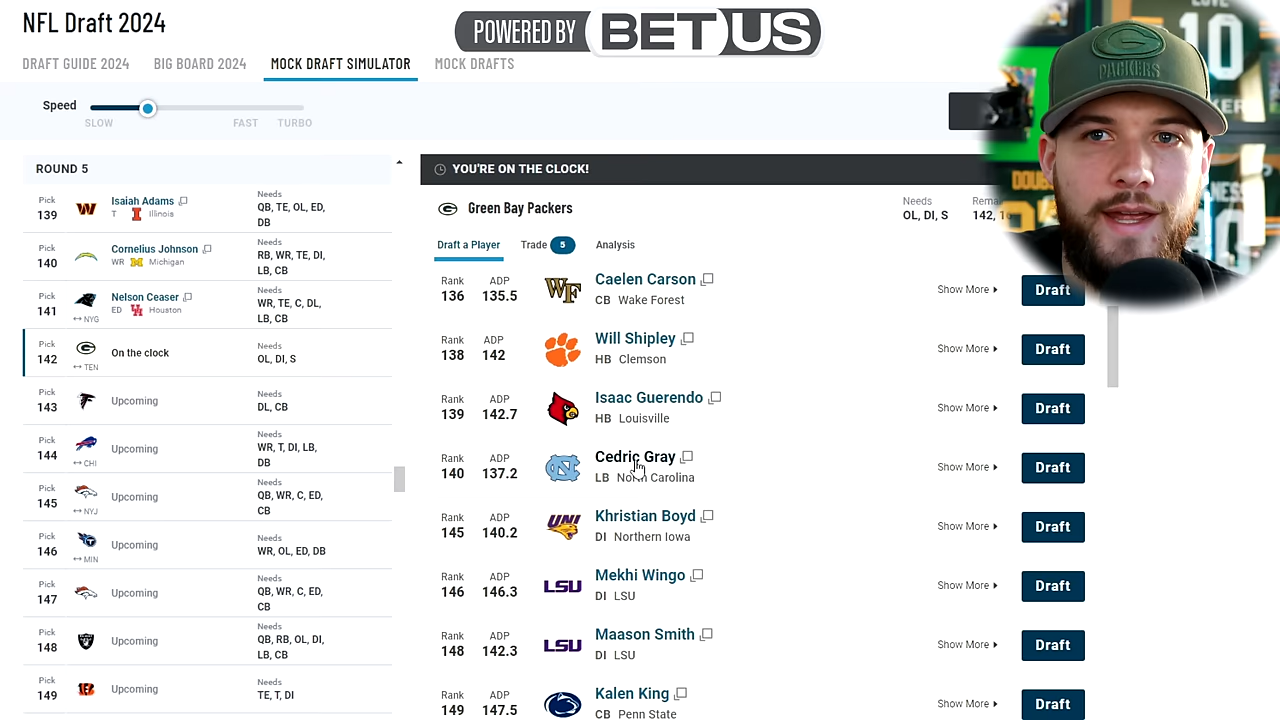 NFL Draft 2024
POWERED BY BETUS
DRAFT GUIDE 2024 BIG BOARD 2024 MOCK DRAFT SIMULATOR MOCK DRAFTS
Speed
SLOW FAST TURBO
ROUND 5
Pick 139 Isaiah Adams T Illinois Needs QB, TE, OL, ED, DB
Pick 140 Cornelius Johnson WR Michigan Needs RB, WR, TE, DI, LB, CB
Pick 141 NYG Nelson Ceaser ED Houston Needs WR, TE, C, DL, LB, CB
Pick 142 TEN On the clock Needs OL, DI, S
Pick 143 Upcoming Needs DL, CB
Pick 144 CHI Upcoming Needs WR, T, DI, LB, DB
Pick 145 NYJ Upcoming Needs QB, WR, C, ED, CB
Pick 146 MIN Upcoming Needs WR, OL, ED, DB
Pick 147 Upcoming Needs QB, WR, C, ED, CB
Pick 148 Upcoming Needs QB, RB, OL, DI, LB, CB
Pick 149 Upcoming Needs TE, T, DI
YOU'RE ON THE CLOCK!
Green Bay Packers
Needs OL, DI, S
142,
Draft a Player Trade 5 Analysis
Rank 136 ADP 135.5 WF Caelen Carson CB Wake Forest Show More Draft
Rank 138 ADP 142 Will Shipley HB Clemson Show More Draft
Rank 139 ADP 142.7 Isaac Guerendo HB Louisville Show More Draft
Rank 140 ADP 137.2 Cedric Gray LB North Carolina Show More Draft
Rank 145 ADP 140.2 UNI Khristian Boyd DI Northern Iowa Show More Draft
Rank 146 ADP 146.3 LSU Mekhi Wingo DI LSU Show More Draft
Rank 148 ADP 142.3 LSU Maason Smith DI LSU Show More Draft
Rank 149 ADP 147.5 Kalen King CB Penn State Show More Draft
G
PACKERS
10